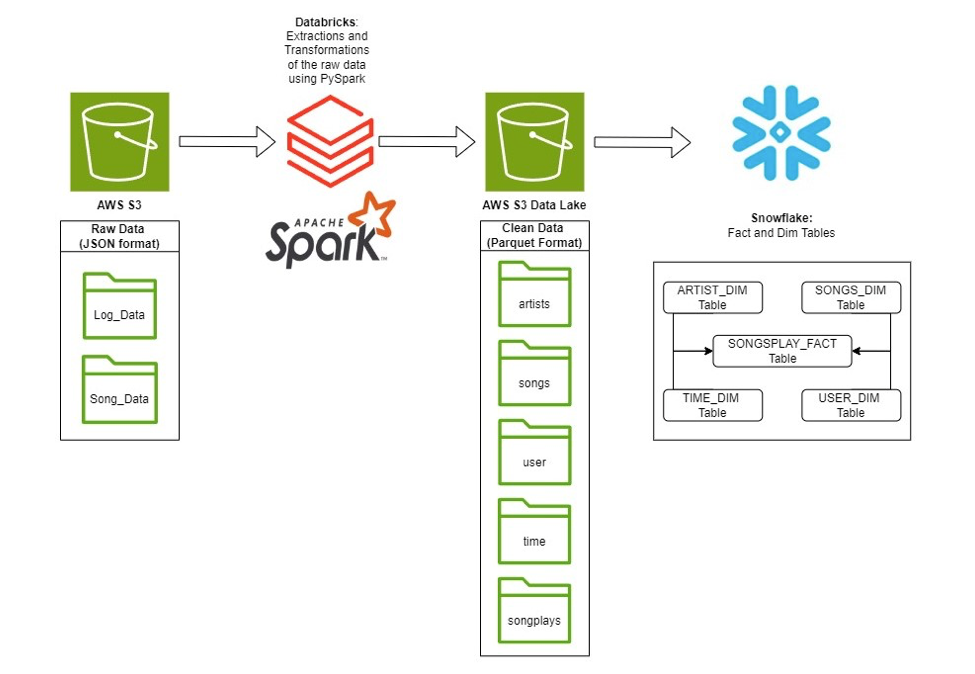 Databricks:
Extractions and
Transformations
of the raw data
using PySpark
AWS S3
Raw Data
(JSON format)
Log_Data
Song_Data
APACHE
Spark
TM
AWS S3 Data Lake
Clean Data
(Parquet Format)
artists
songs
user
time
songplays
Snowflake:
Fact and Dim Tables
ARTIST_DIM
Table
SONGS_DIM
Table
SONGSPLAY_FACT
Table
TIME_DIM
Table
USER_DIM
Table